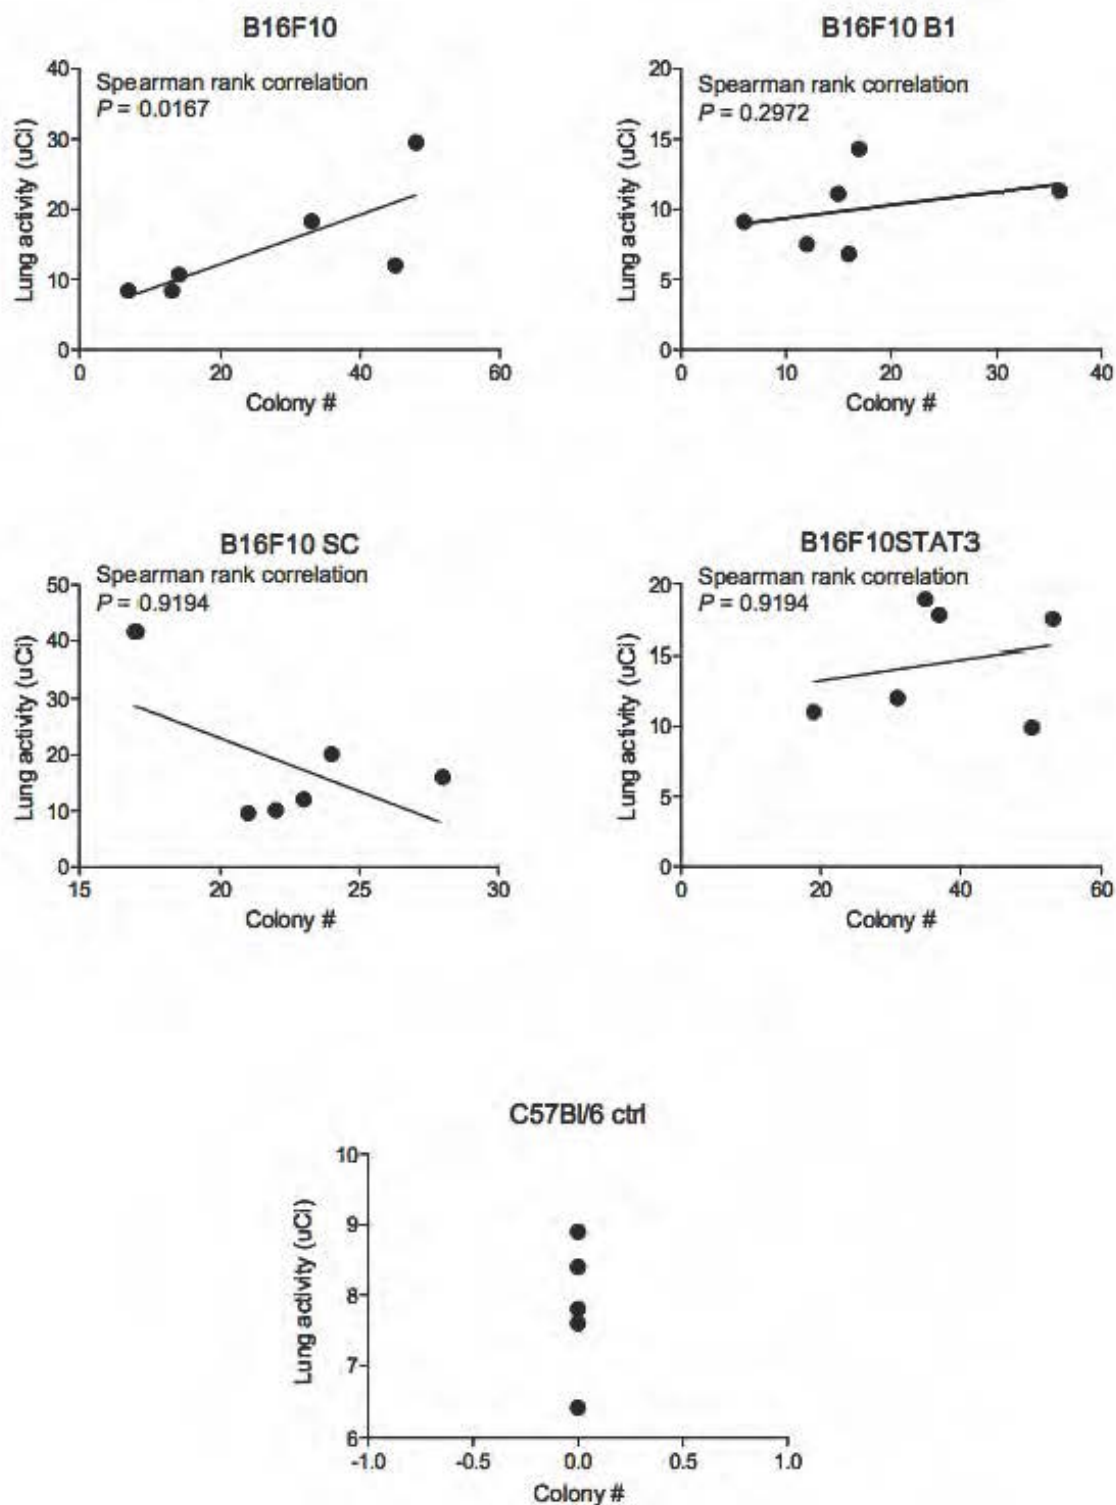 B16F10
Spearman rank correlation
P = 0.0167
40
30
20
10
0
Lung activity (uCi)
0 20 40 60
Colony #
B16F10 B1
Spearman rank correlation
P = 0.2972
20
15
10
5
0
Lung activity (uCi)
0 10 20 30 40
Colony #
B16F10 SC
Spearman rank correlation
P = 0.9194
50
40
30
20
10
0
Lung activity (uCi)
15 20 25 30
Colony #
B16F10STAT3
Spearman rank correlation
P = 0.9194
20
15
10
5
0
Lung activity (uCi)
0 20 40 60
Colony #
C57Bl/6 ctrl
10
9
8
7
6
Lung activity (uCi)
-1.0 -0.5 0.0 0.5 1.0
Colony #